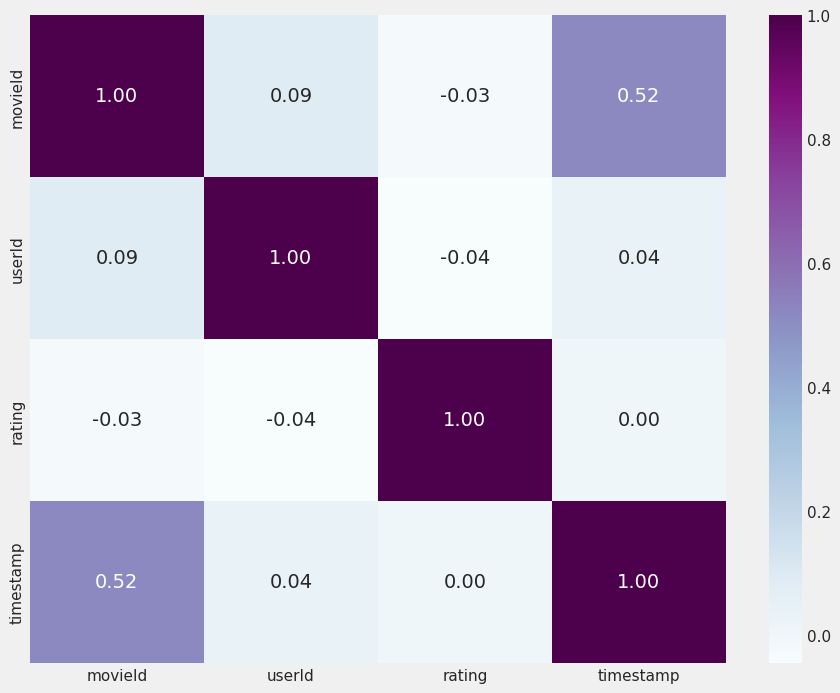 movieId 1.00 0.09 -0.03 0.52
userId 0.09 1.00 -0.04 0.04
rating -0.03 -0.04 1.00 0.00
timestamp 0.52 0.04 0.00 1.00
movieId userId rating timestamp
1.0
0.8
0.6
0.4
0.2
0.0